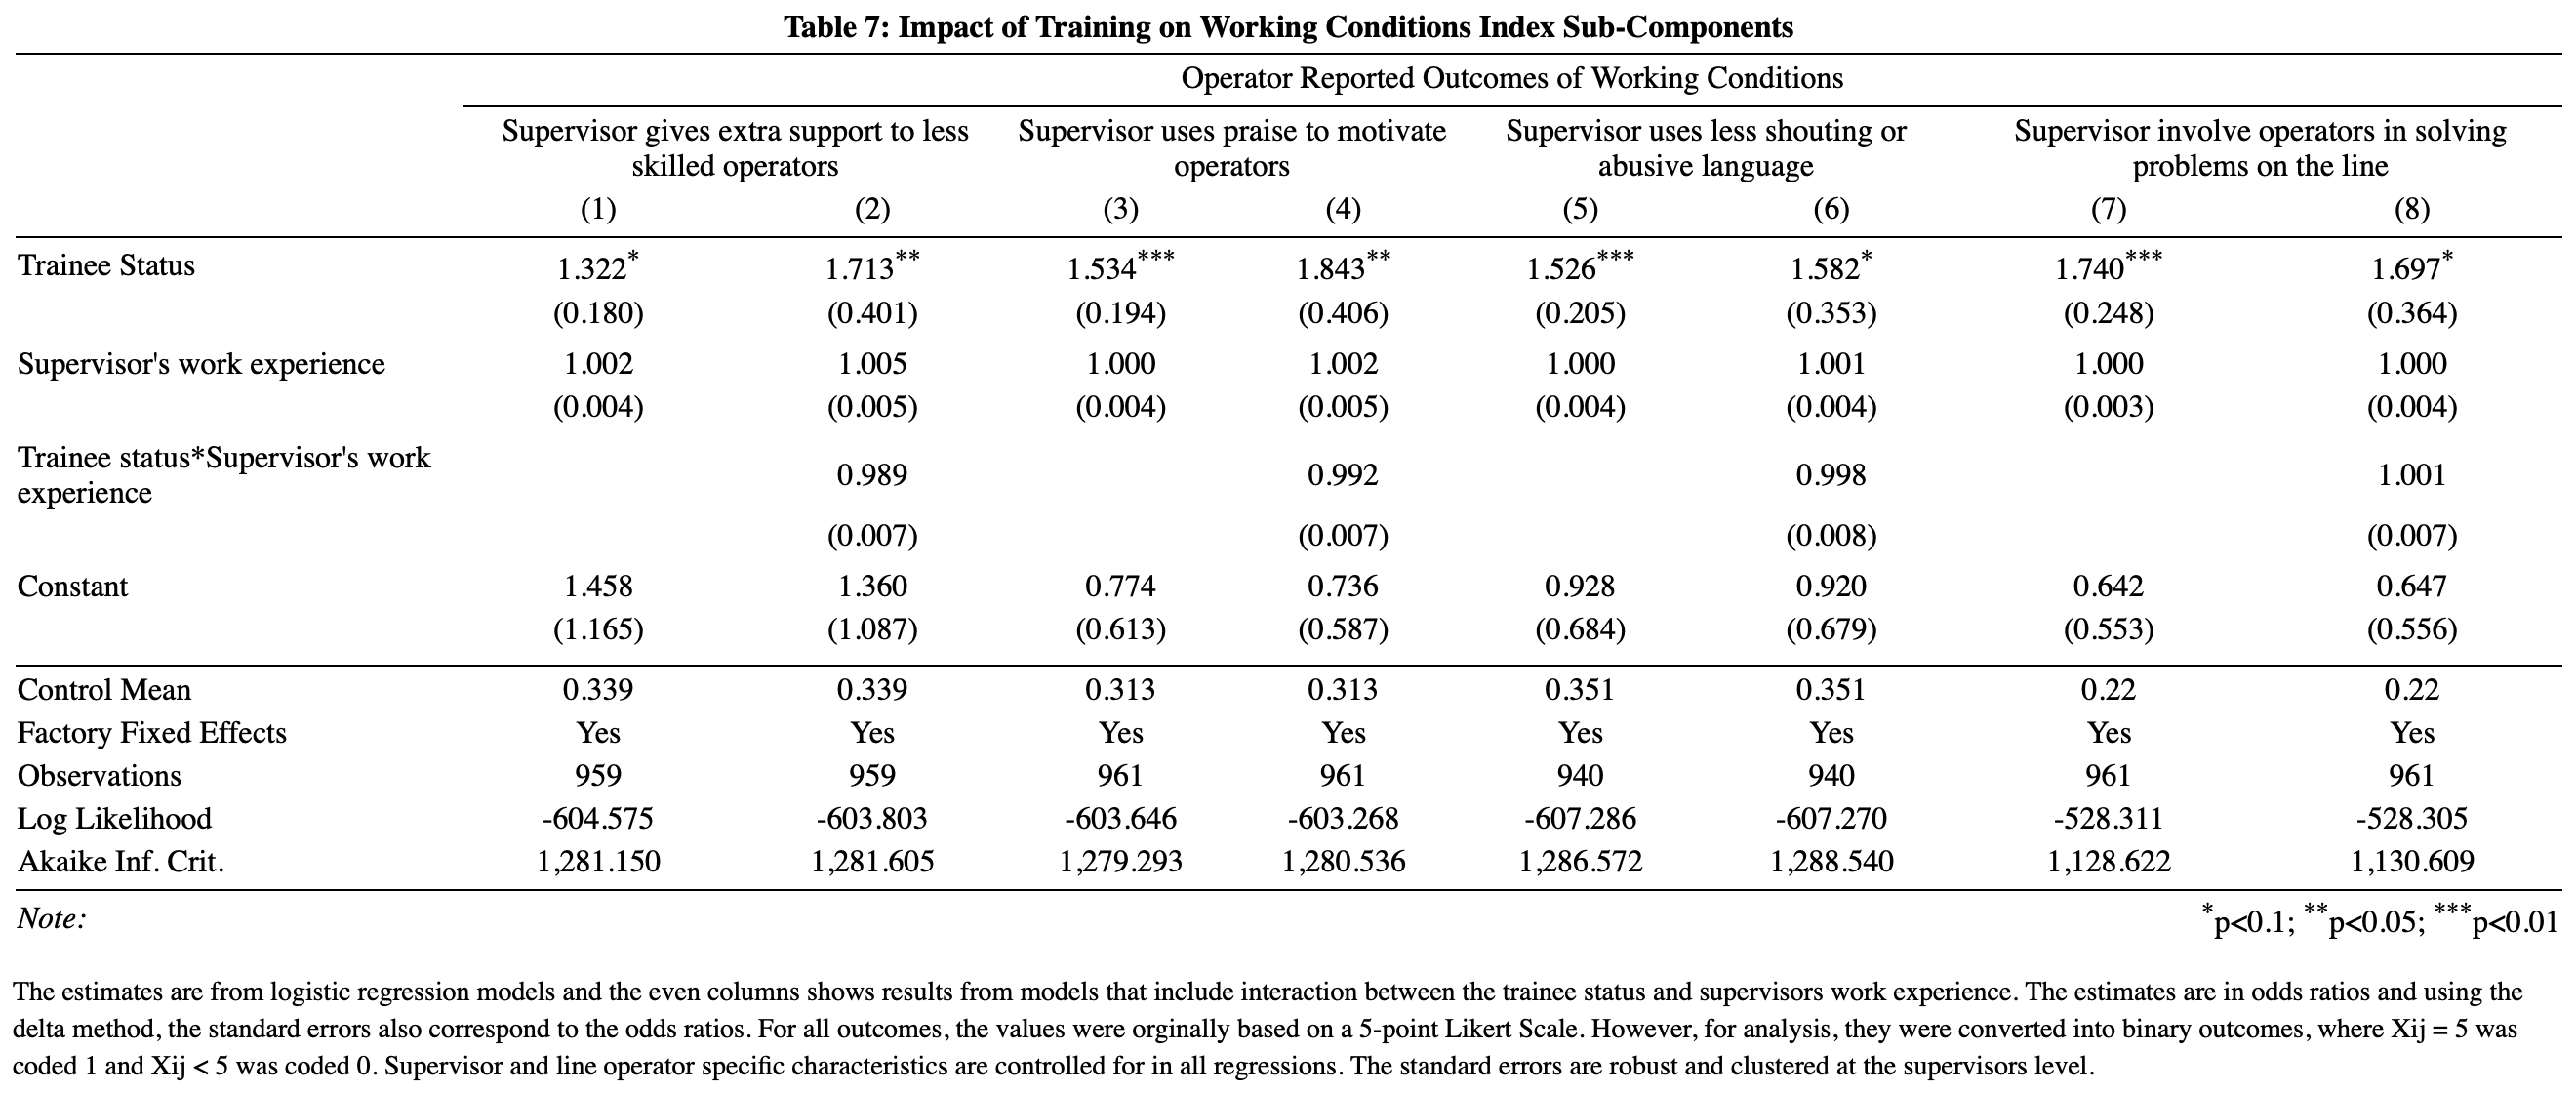 Table 7: Impact of Training on Working Conditions Index Sub-Components
Operator Reported Outcomes of Working Conditions
Supervisor gives extra support to less Supervisor uses praise to motivate Supervisor uses less shouting or Supervisor involve operators in solving
skilled operators operators abusive language problems on the line
(1) (2) (3) (4) (5) (6) (7) (8)
Trainee Status 1.322* 1.713** 1.534*** 1.843** 1.526*** 1.582* 1.740*** 1.697*
(0.180) (0.401) (0.194) (0.406) (0.205) (0.353) (0.248) (0.364)
Supervisor's work experience 1.002 1.005 1.000 1.002 1.000 1.001 1.000 1.000
(0.004) (0.005) (0.004) (0.005) (0.004) (0.004) (0.003) (0.004)
Trainee status*Supervisor's work
experience 0.989 0.992 0.998 1.001
(0.007) (0.007) (0.008) (0.007)
Constant 1.458 1.360 0.774 0.736 0.928 0.920 0.642 0.647
(1.165) (1.087) (0.613) (0.587) (0.684) (0.679) (0.553) (0.556)
Control Mean 0.339 0.339 0.313 0.313 0.351 0.351 0.22 0.22
Factory Fixed Effects Yes Yes Yes Yes Yes Yes Yes Yes
Observations 959 959 961 961 940 940 961 961
Log Likelihood -604.575 -603.803 -603.646 -603.268 -607.286 -607.270 -528.311 -528.305
Akaike Inf. Crit. 1,281.150 1,281.605 1,279.293 1,280.536 1,286.572 1,288.540 1,128.622 1,130.609
Note: *p<0.1; **p<0.05; ***p<0.01
The estimates are from logistic regression models and the even columns shows results from models that include interaction between the trainee status and supervisors work experience. The estimates are in odds ratios and using the
delta method, the standard errors also correspond to the odds ratios. For all outcomes, the values were orginally based on a 5-point Likert Scale. However, for analysis, they were converted into binary outcomes, where Xij = 5 was
coded 1 and Xij < 5 was coded 0. Supervisor and line operator specific characteristics are controlled for in all regressions. The standard errors are robust and clustered at the supervisors level.